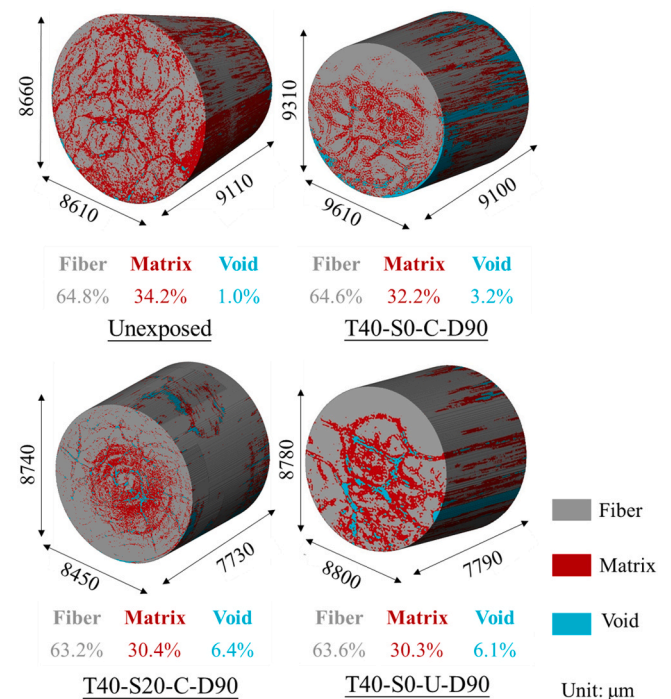 8660
8610
9110
Fiber Matrix Void
64.8% 34.2% 1.0%
Unexposed
9310
9610
9100
Fiber Matrix Void
64.6% 32.2% 3.2%
T40-S0-C-D90
8740
8450
7730
Fiber Matrix Void
63.2% 30.4% 6.4%
T40-S20-C-D90
8780
8800
7790
Fiber Matrix Void
63.6% 30.3% 6.1%
T40-S0-U-D90
Fiber
Matrix
Void
Unit: μm